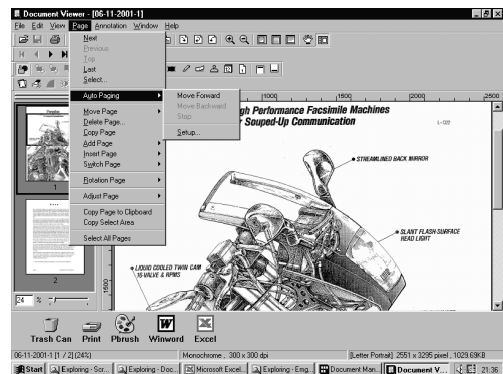 Document Viewer - [06-11-2001-1]
File Edit View Page Annotation Window Help
Next
Previous
Top
Last
Select...
Auto Paging
Move Page
Delete Page...
Copy Page
Add Page
Insert Page
Switch Page
Rotation Page
Adjust Page
Copy Page to Clipboard
Copy Select Area
Select All Pages
Move Forward
Move Backward
Stop
Setup...
1000 1500 2000 2500
gh Performance Facsimile Machines
Souped-Up Communication
STREAMLINED BACK MIRROR
SLANT FLASH-SURFACE
HEAD LIGHT
LIQUID COOLED TWIN CAM
16-VALVE & RPMS
1500
1
2
24 %
Trash Can Print Pbrush Winword Excel
06-11-2001-1 [1 / 2] (24%) Monochrome , 300 x 300 dpi [Letter Portrait] 2551 x 3295 pixel , 1029.69KB
Start Exploring - Scr... Exploring - Doc... Microsoft Excel... Exploring - Emg... Document Man... Document V... 21:36